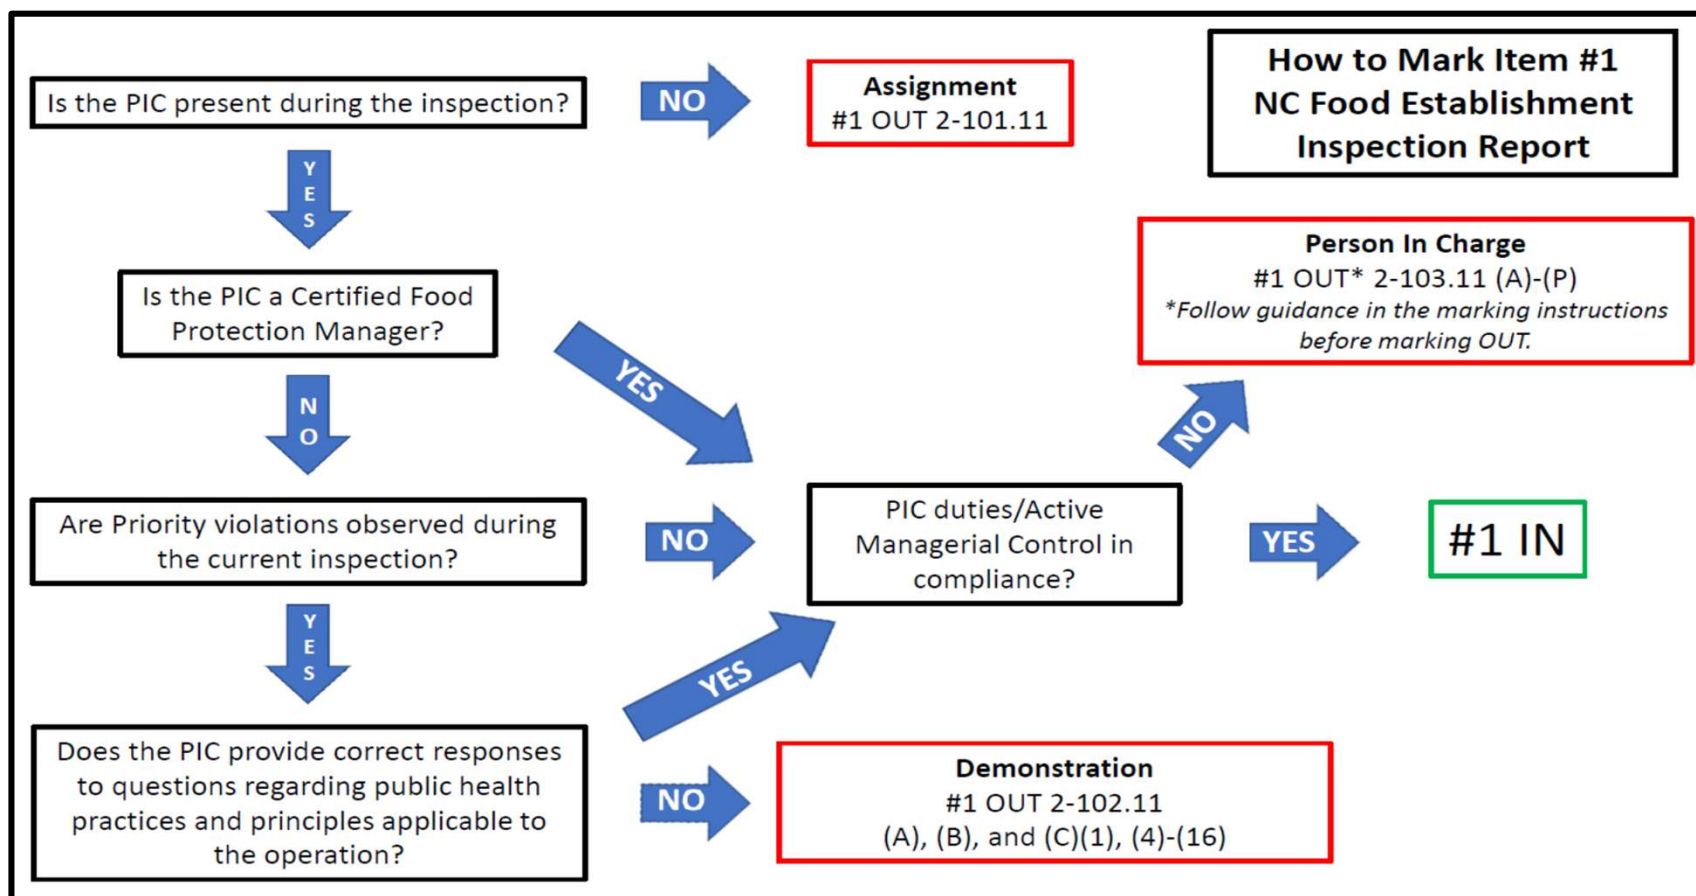 How to Mark Item #1
NC Food Establishment
Inspection Report
Is the PIC present during the inspection?
NO
Assignment
#1 OUT 2-101.11
YES
Is the PIC a Certified Food
Protection Manager?
YES
NO
Are Priority violations observed during
the current inspection?
NO
PIC duties/Active
Managerial Control in
compliance?
NO
Person In Charge
#1 OUT* 2-103.11 (A)-(P)
*Follow guidance in the marking instructions
before marking OUT.
YES
#1 IN
YES
Does the PIC provide correct responses
to questions regarding public health
practices and principles applicable to
the operation?
YES
NO
Demonstration
#1 OUT 2-102.11
(A), (B), and (C)(1), (4)-(16)